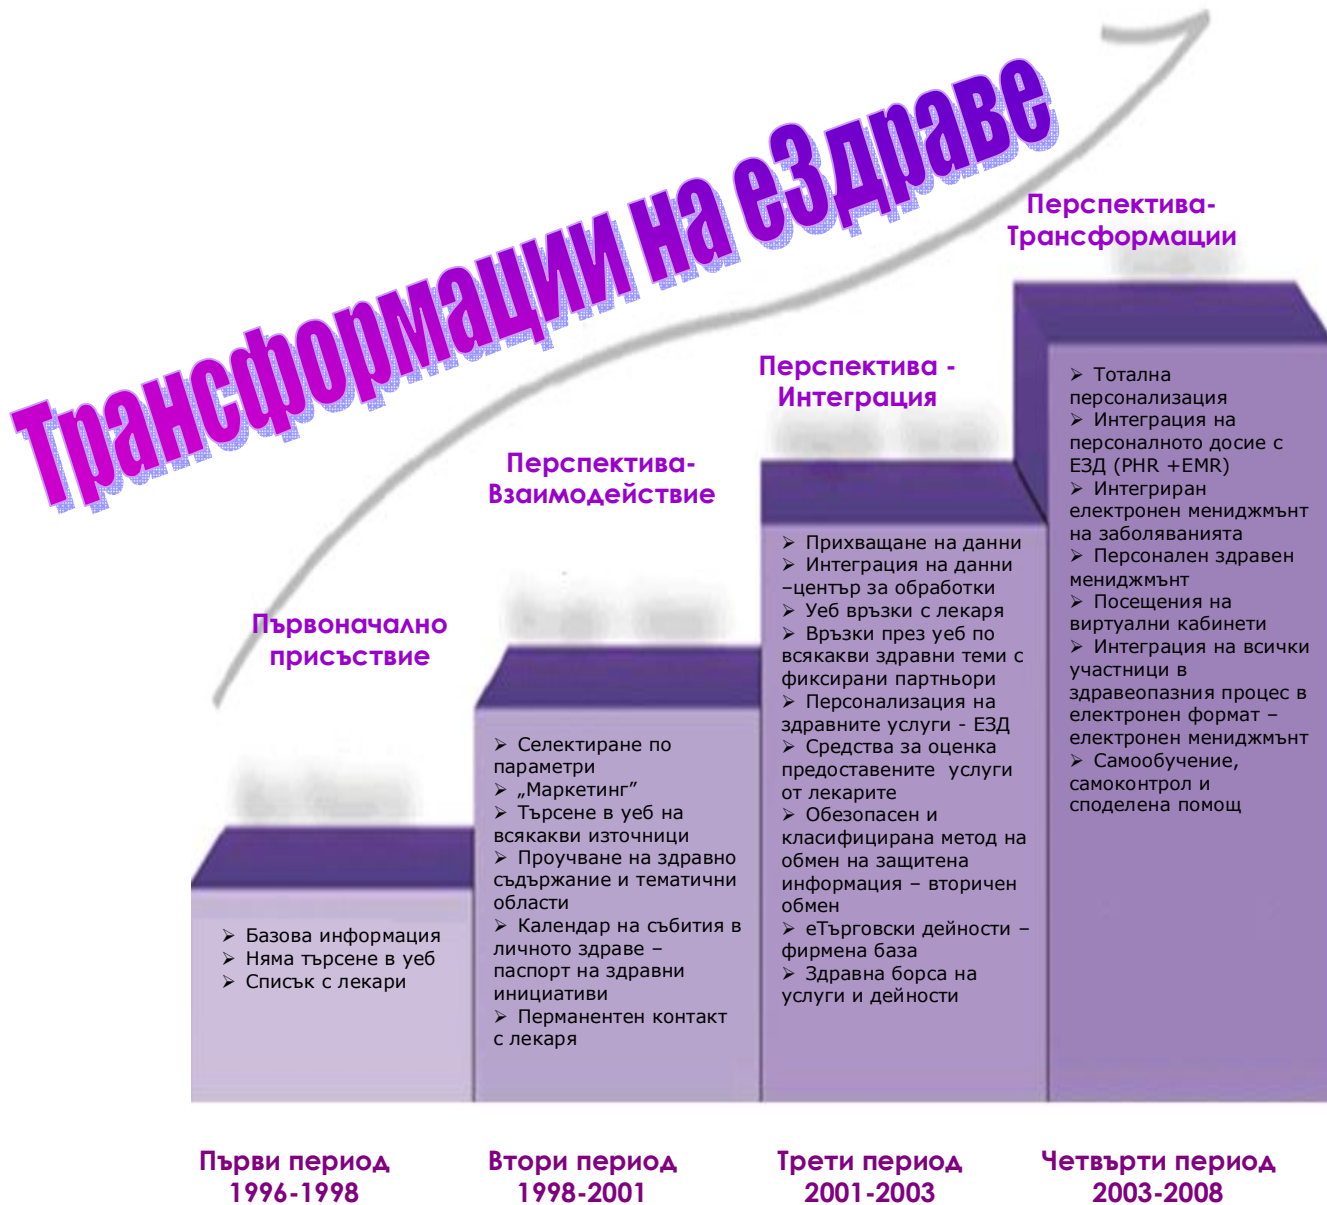 Трансформации на еЗдраве
Първоначално
присъствие
➢ Базова информация
➢ Няма търсене в уеб
➢ Списък с лекари
Първи период
1996-1998
Перспектива-
Взаимодействие
➢ Селектиране по
параметри
➢ „Маркетинг”
➢ Търсене в уеб на
всякакви източници
➢ Проучване на здравно
съдържание и тематични
области
➢ Календар на събития в
личното здраве –
паспорт на здравни
инициативи
➢ Перманентен контакт
с лекаря
Втори период
1998-2001
Перспектива -
Интеграция
➢ Прихващане на данни
➢ Интеграция на данни
–център за обработки
➢ Уеб връзки с лекаря
➢ Връзки през уеб по
всякакви здравни теми с
фиксирани партньори
➢ Персонализация на
здравните услуги - ЕЗД
➢ Средства за оценка
предоставените услуги
от лекарите
➢ Обезопасен и
класифицирана метод на
обмен на защитена
информация – вторичен
обмен
➢ еТърговски дейности –
фирмена база
➢ Здравна борса на
услуги и дейности
Трети период
2001-2003
Перспектива-
Трансформации
➢ Тотална
персонализация
➢ Интеграция на
персоналното досие с
ЕЗД (PHR +EMR)
➢ Интегриран
електронен мениджмънт
на заболяванията
➢ Персонален здравен
мениджмънт
➢ Посещения на
виртуални кабинети
➢ Интеграция на всички
участници в
здравеопазния процес в
електронен формат –
електронен мениджмънт
➢ Самообучение,
самоконтрол и
споделена помощ
Четвърти период
2003-2008